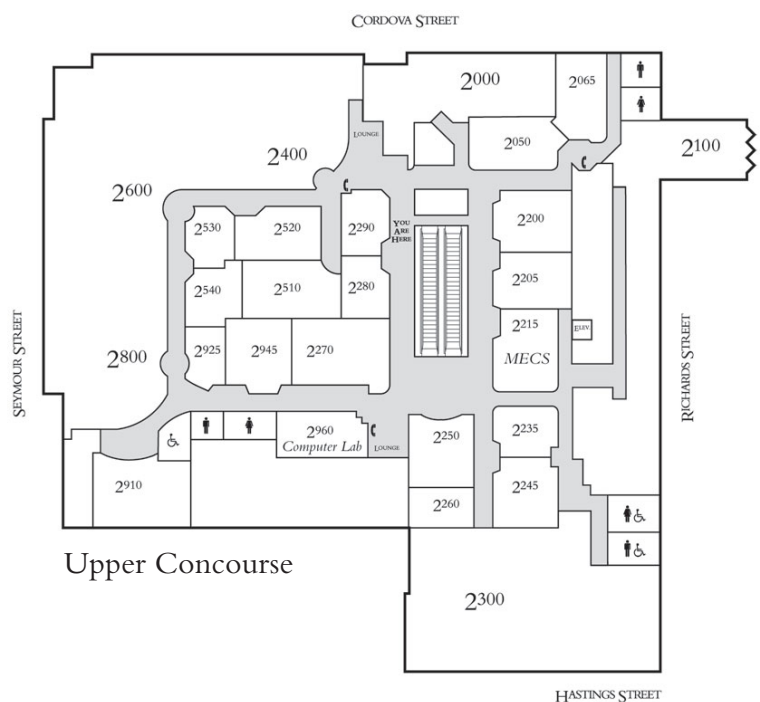 CORDOVA STREET
2000
2065
LOUNGE
2050
2100
2400
2600
2200
2530
2520
2290
YOU
ARE
HERE
2205
2540
2510
2280
SEYMOUR STREET
RICHARDS STREET
2215
ELEV.
MECS
2800
2925
2945
2270
2960
Computer Lab
LOUNGE
2250
2235
2910
2260
2245
Upper Concourse
2300
HASTINGS STREET